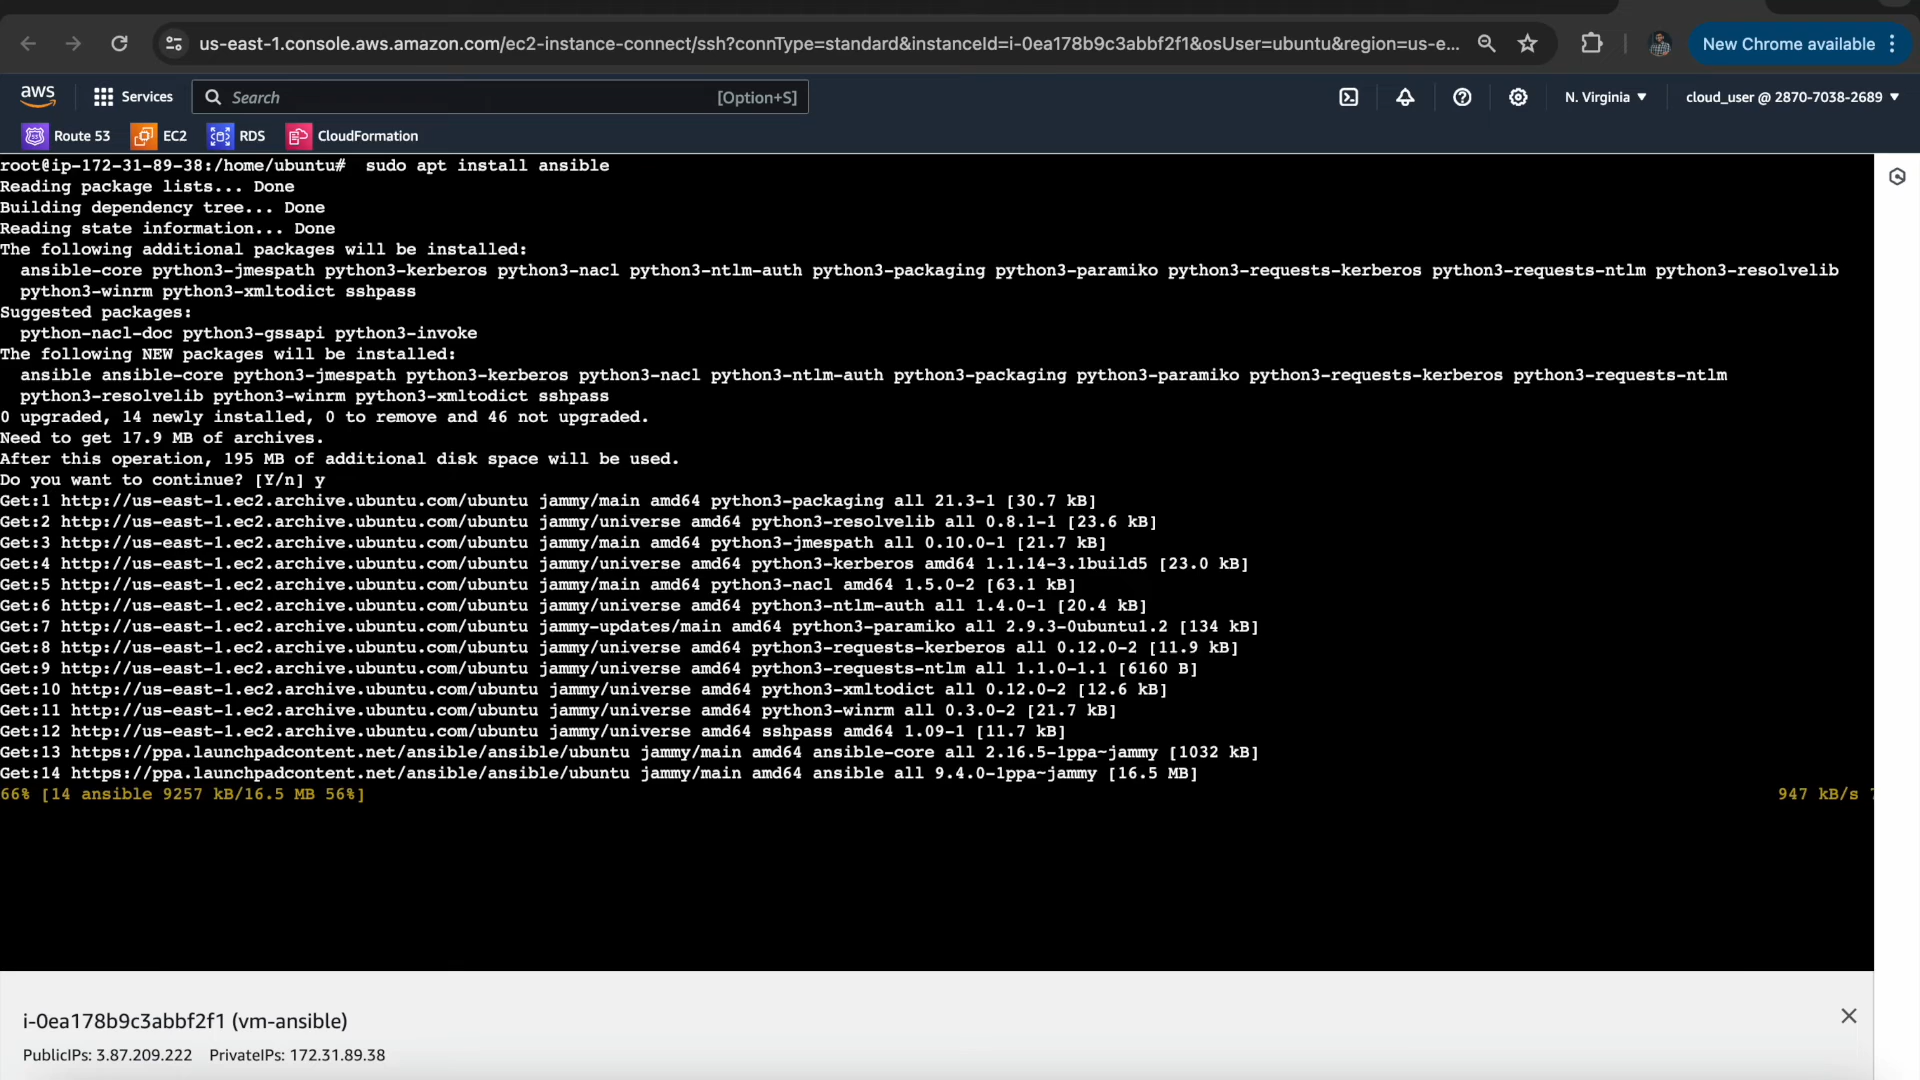 us-east-1.console.aws.amazon.com/ec2-instance-connect/ssh?connType=standard&instanceId=i-0ea178b9c3abbf2f1&osUser=ubuntu&region=us-e...
New Chrome available
aws
Services
Search
[Option+S]
N. Virginia
cloud_user @ 2870-7038-2689
Route 53
EC2
RDS
CloudFormation
root@ip-172-31-89-38:/home/ubuntu#  sudo apt install ansible
Reading package lists... Done
Building dependency tree... Done
Reading state information... Done
The following additional packages will be installed:
  ansible-core python3-jmespath python3-kerberos python3-nacl python3-ntlm-auth python3-packaging python3-paramiko python3-requests-kerberos python3-requests-ntlm python3-resolvelib
  python3-winrm python3-xmltodict sshpass
Suggested packages:
  python-nacl-doc python3-gssapi python3-invoke
The following NEW packages will be installed:
  ansible ansible-core python3-jmespath python3-kerberos python3-nacl python3-ntlm-auth python3-packaging python3-paramiko python3-requests-kerberos python3-requests-ntlm
  python3-resolvelib python3-winrm python3-xmltodict sshpass
0 upgraded, 14 newly installed, 0 to remove and 46 not upgraded.
Need to get 17.9 MB of archives.
After this operation, 195 MB of additional disk space will be used.
Do you want to continue? [Y/n] y
Get:1 http://us-east-1.ec2.archive.ubuntu.com/ubuntu jammy/main amd64 python3-packaging all 21.3-1 [30.7 kB]
Get:2 http://us-east-1.ec2.archive.ubuntu.com/ubuntu jammy/universe amd64 python3-resolvelib all 0.8.1-1 [23.6 kB]
Get:3 http://us-east-1.ec2.archive.ubuntu.com/ubuntu jammy/main amd64 python3-jmespath all 0.10.0-1 [21.7 kB]
Get:4 http://us-east-1.ec2.archive.ubuntu.com/ubuntu jammy/universe amd64 python3-kerberos amd64 1.1.14-3.1build5 [23.0 kB]
Get:5 http://us-east-1.ec2.archive.ubuntu.com/ubuntu jammy/main amd64 python3-nacl amd64 1.5.0-2 [63.1 kB]
Get:6 http://us-east-1.ec2.archive.ubuntu.com/ubuntu jammy/universe amd64 python3-ntlm-auth all 1.4.0-1 [20.4 kB]
Get:7 http://us-east-1.ec2.archive.ubuntu.com/ubuntu jammy-updates/main amd64 python3-paramiko all 2.9.3-0ubuntu1.2 [134 kB]
Get:8 http://us-east-1.ec2.archive.ubuntu.com/ubuntu jammy/universe amd64 python3-requests-kerberos all 0.12.0-2 [11.9 kB]
Get:9 http://us-east-1.ec2.archive.ubuntu.com/ubuntu jammy/universe amd64 python3-requests-ntlm all 1.1.0-1.1 [6160 B]
Get:10 http://us-east-1.ec2.archive.ubuntu.com/ubuntu jammy/universe amd64 python3-xmltodict all 0.12.0-2 [12.6 kB]
Get:11 http://us-east-1.ec2.archive.ubuntu.com/ubuntu jammy/universe amd64 python3-winrm all 0.3.0-2 [21.7 kB]
Get:12 http://us-east-1.ec2.archive.ubuntu.com/ubuntu jammy/universe amd64 sshpass amd64 1.09-1 [11.7 kB]
Get:13 https://ppa.launchpadcontent.net/ansible/ansible/ubuntu jammy/main amd64 ansible-core all 2.16.5-1ppa~jammy [1032 kB]
Get:14 https://ppa.launchpadcontent.net/ansible/ansible/ubuntu jammy/main amd64 ansible all 9.4.0-1ppa~jammy [16.5 MB]
66% [14 ansible 9257 kB/16.5 MB 56%] 947 kB/s
i-0ea178b9c3abbf2f1 (vm-ansible)
PublicIPs: 3.87.209.222 PrivateIPs: 172.31.89.38